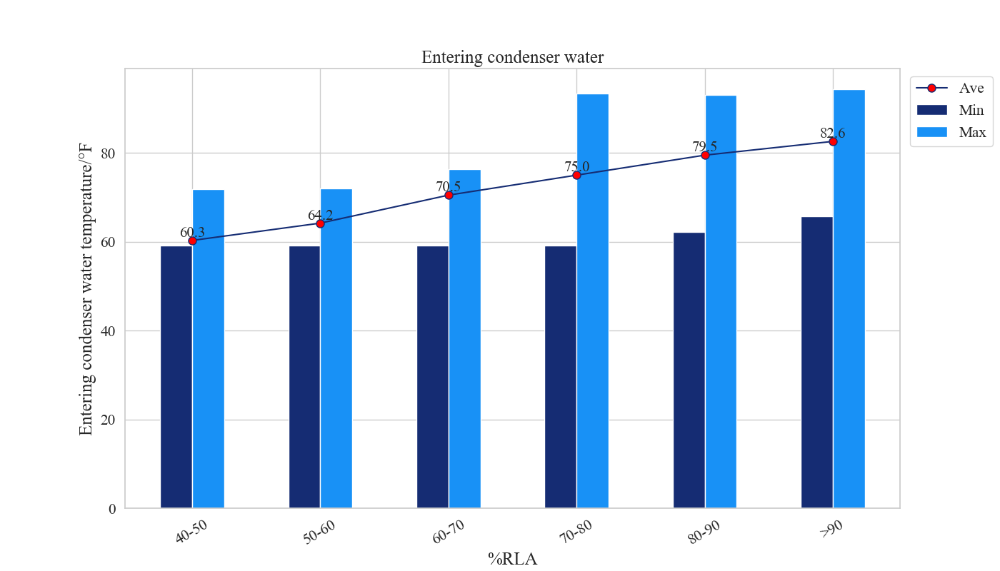 Entering condenser water
Ave
Min
Max
Entering condenser water temperature/°F
80
60
40
20
0
60.3
64.2
70.5
75.0
79.5
82.6
40-50
50-60
60-70
70-80
80-90
>90
%RLA